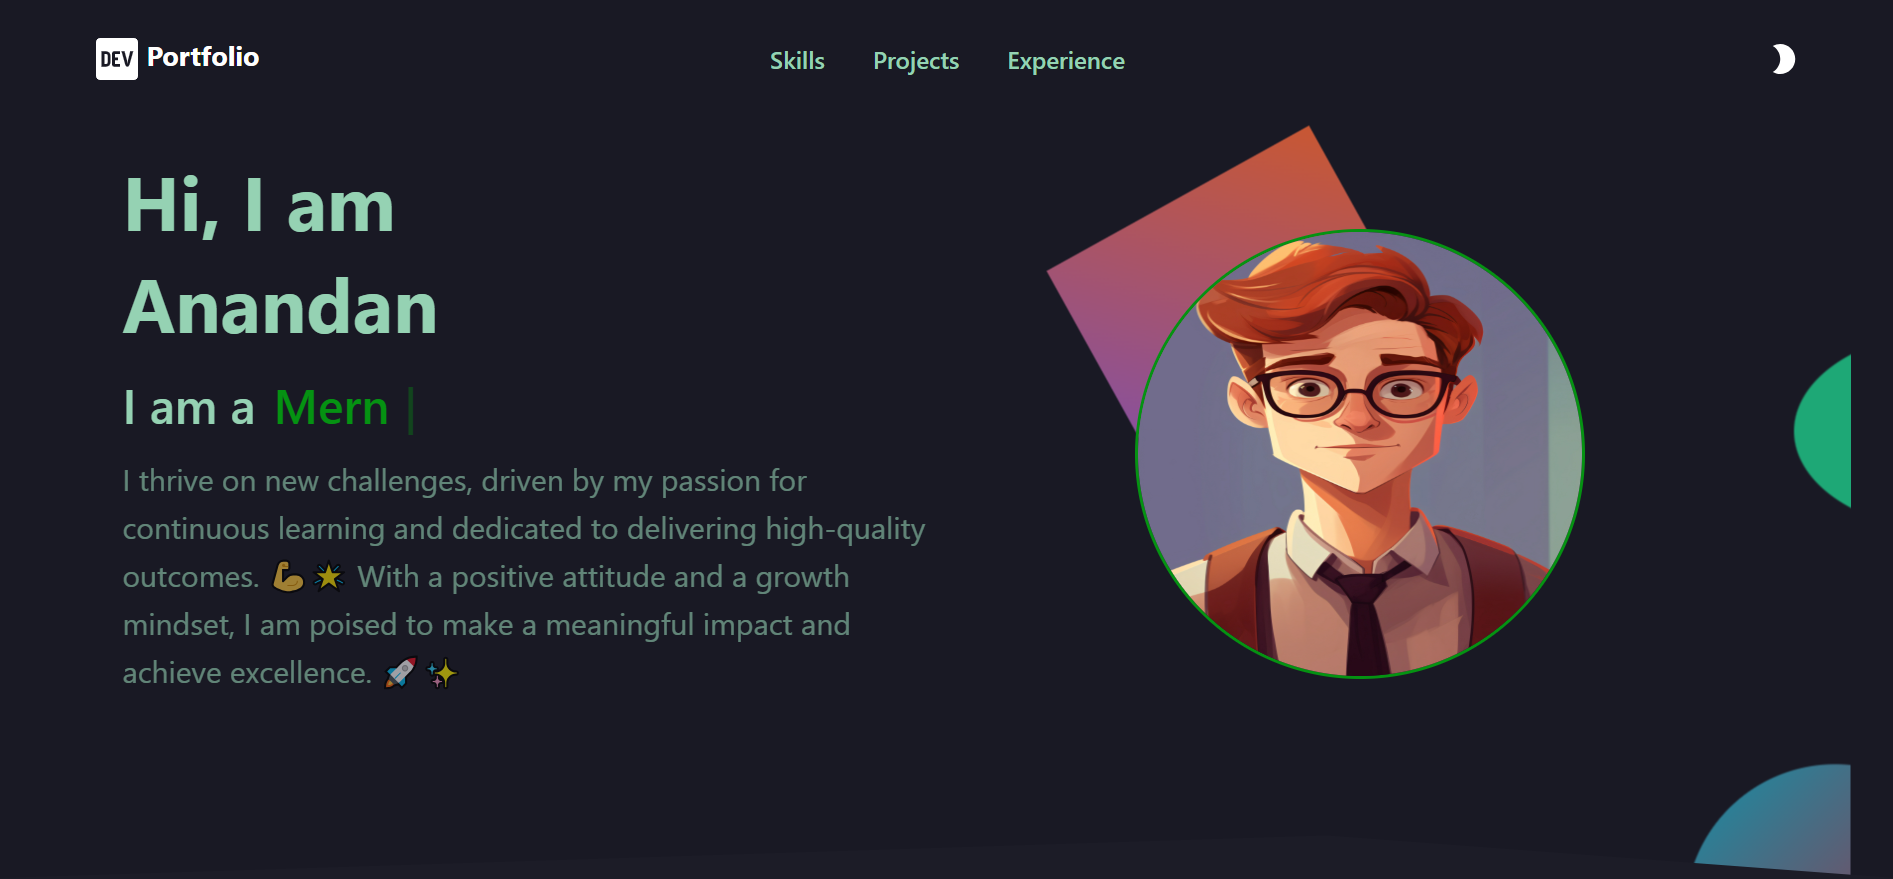 DEV Portfolio
Skills Projects Experience
Hi, I am
Anandan
I am a Mern |
I thrive on new challenges, driven by my passion for
continuous learning and dedicated to delivering high-quality
outcomes. 💪🌟 With a positive attitude and a growth
mindset, I am poised to make a meaningful impact and
achieve excellence. 🚀✨